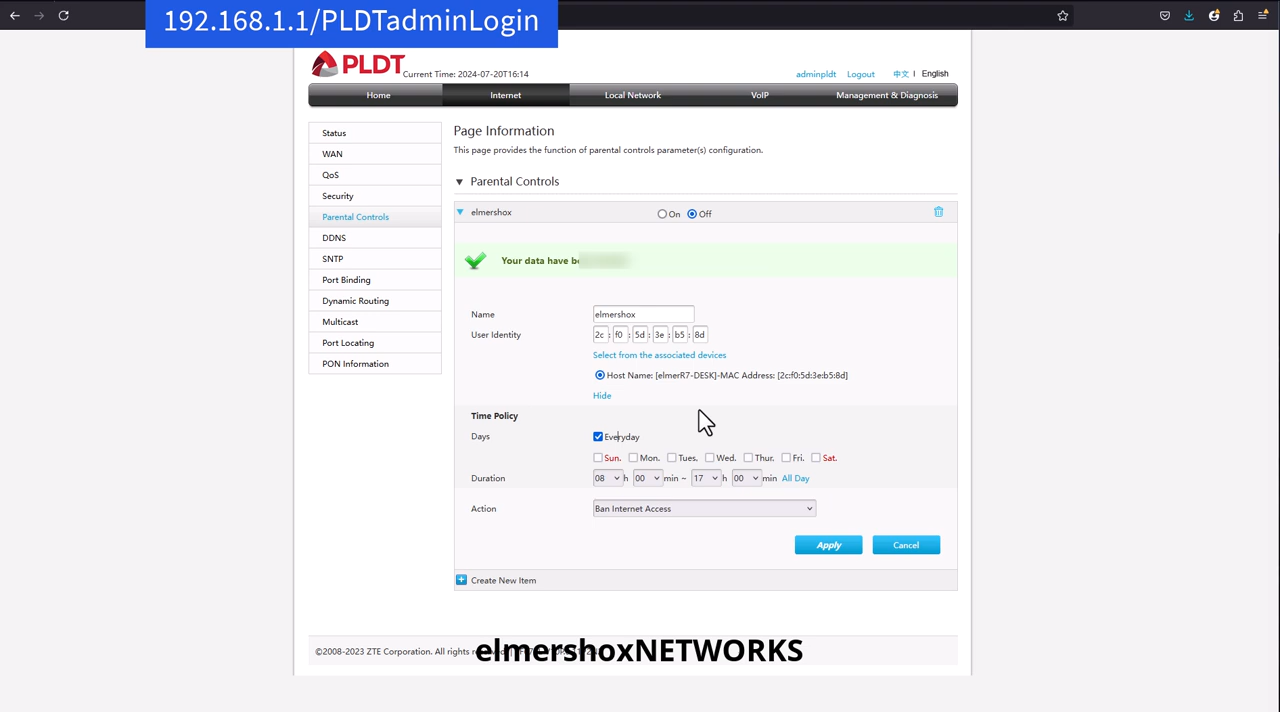 192.168.1.1/PLDTadminLogin
PLDT
Current Time: 2024-07-20T16:14
adminpldt Logout 中文 | English
Home Internet Local Network VoIP Management & Diagnosis
Status
WAN
QoS
Security
Parental Controls
DDNS
SNTP
Port Binding
Dynamic Routing
Multicast
Port Locating
PON Information
Page Information
This page provides the function of parental controls parameter(s) configuration.
Parental Controls
elmershox On Off
Your data have be
Name elmershox
User Identity 2c : f0 : 5d : 3e : b5 : 8d
Select from the associated devices
Host Name: [elmerR7-DESK]-MAC Address: [2c:f0:5d:3e:b5:8d]
Hide
Time Policy
Days Everyday
Sun. Mon. Tues. Wed. Thur. Fri. Sat.
Duration 08 h 00 min ~ 17 h 00 min All Day
Action Ban Internet Access
Apply Cancel
Create New Item
©2008-2023 ZTE Corporation. All rights
elmershoxNETWORKS